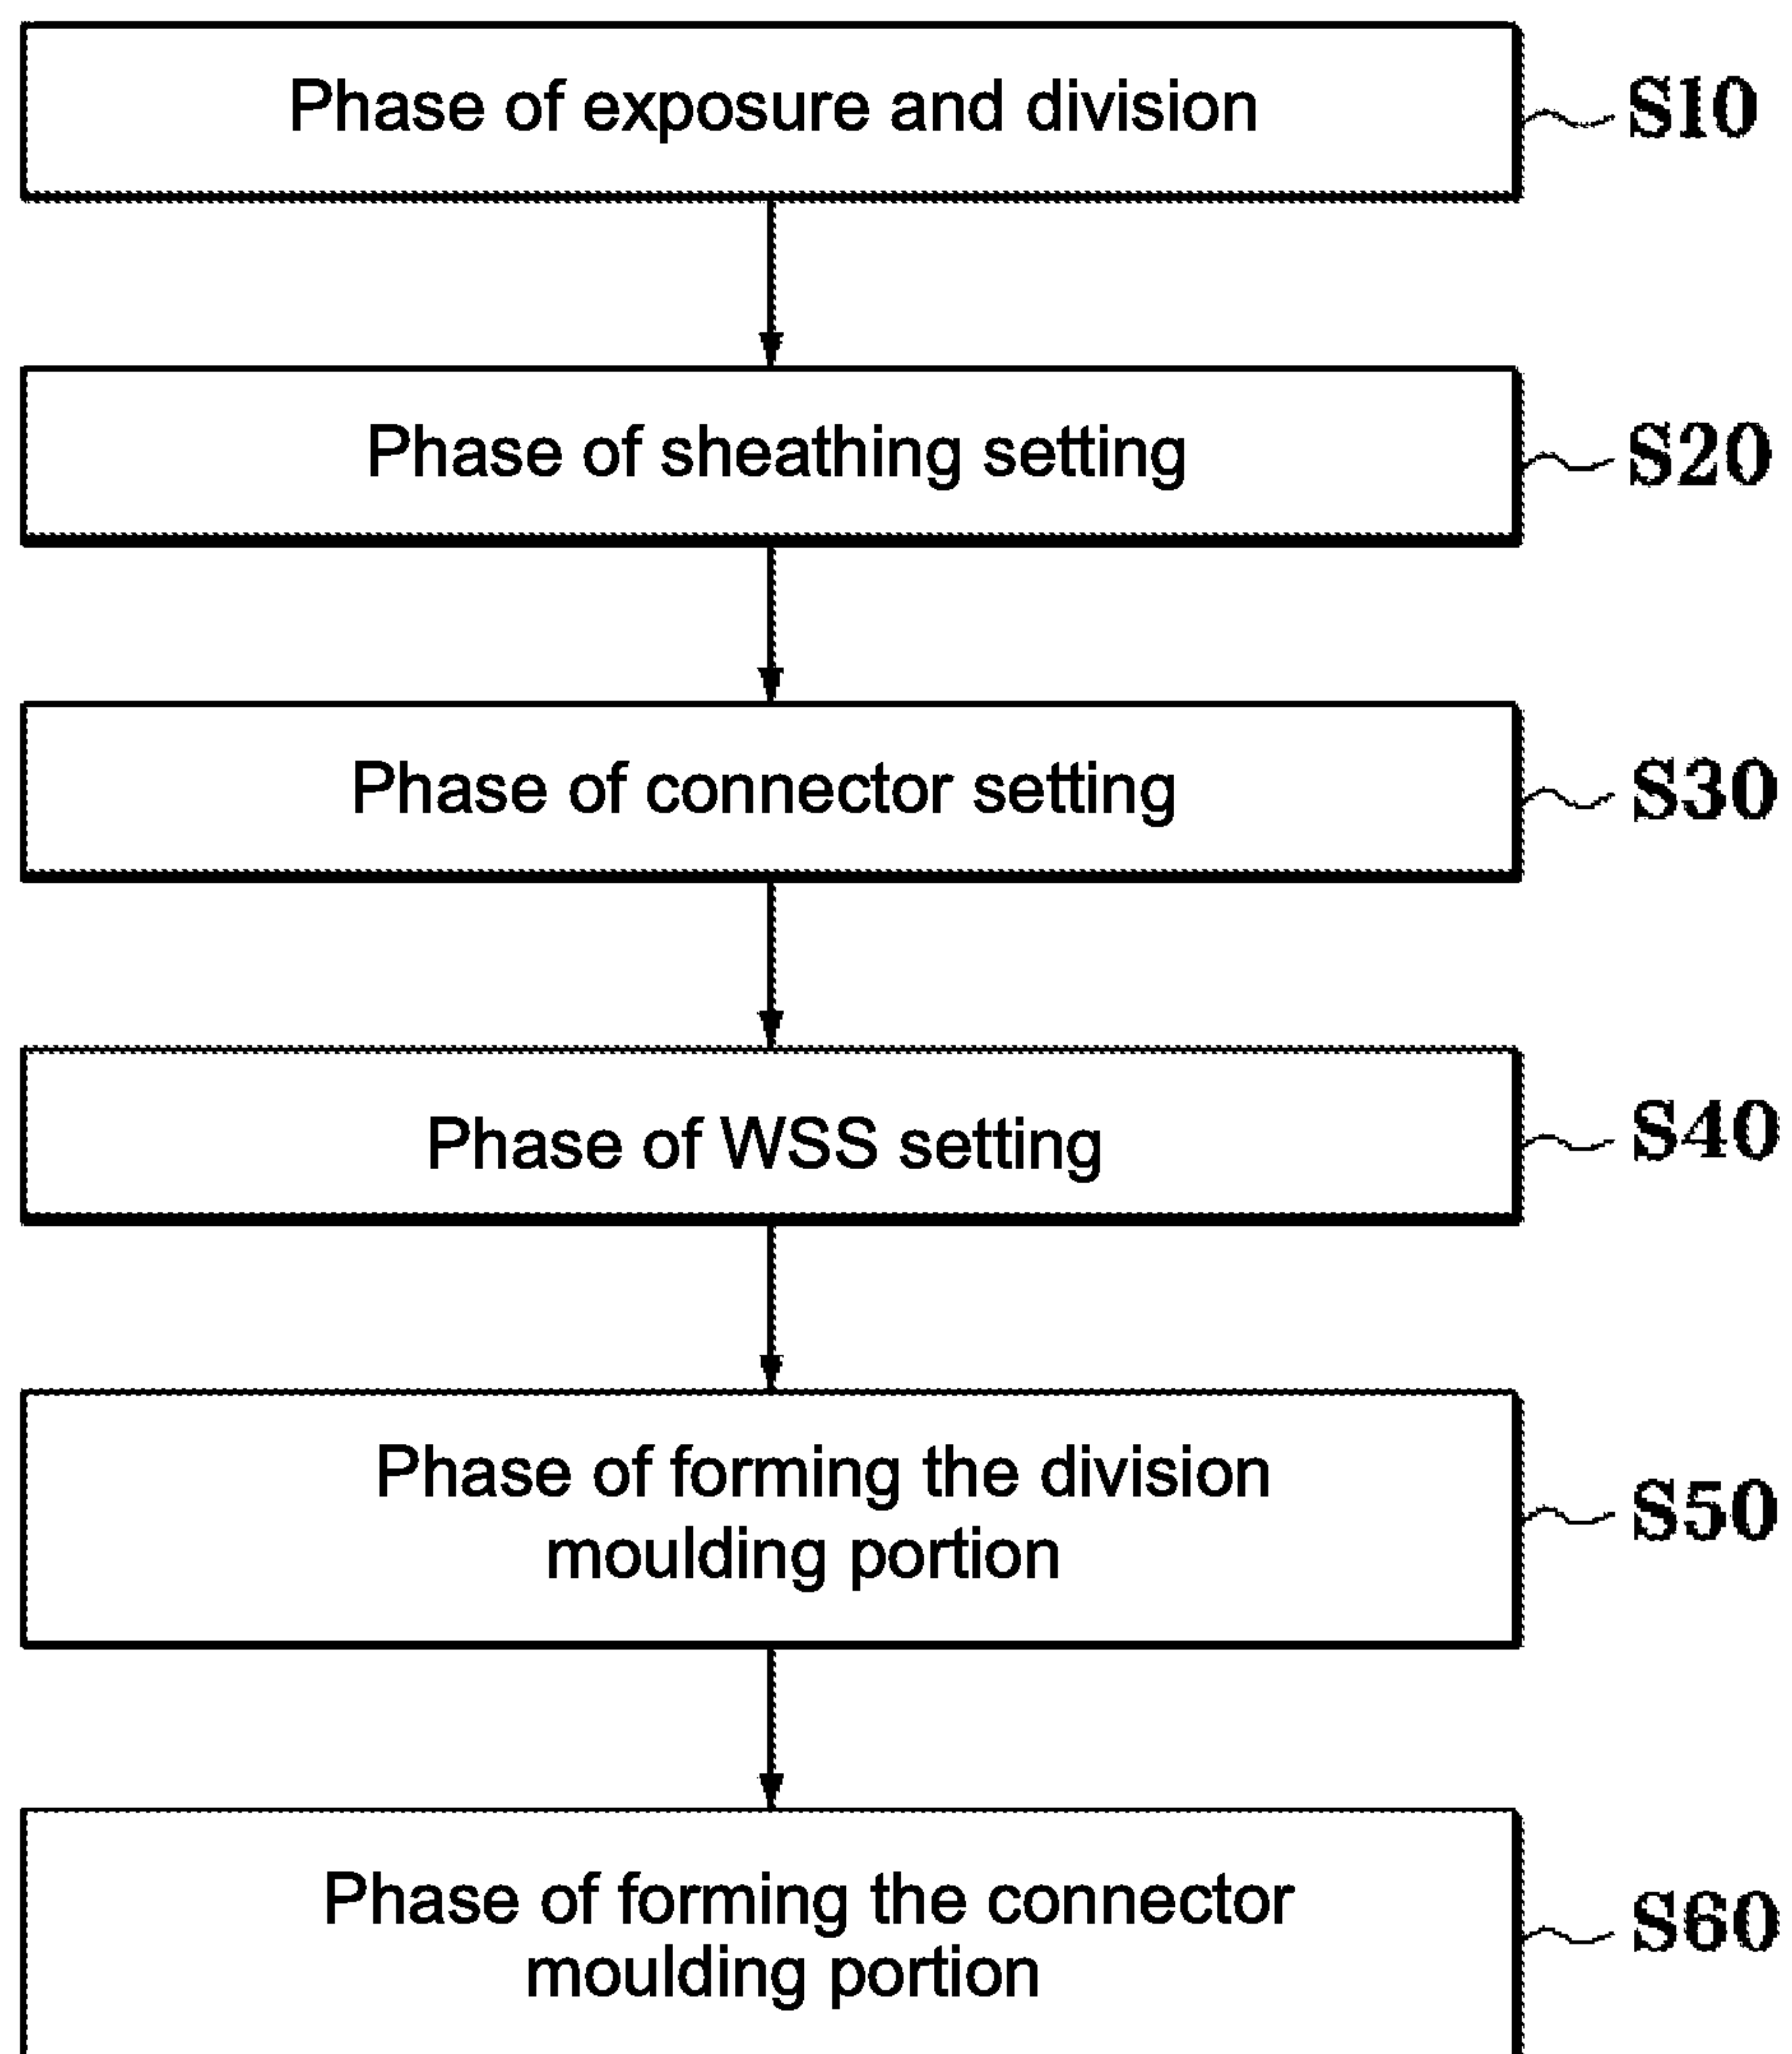 Phase of exposure and division
S10
Phase of sheathing setting
S20
Phase of connector setting
S30
Phase of WSS setting
S40
Phase of forming the division
moulding portion
S50
Phase of forming the connector
moulding portion
S60